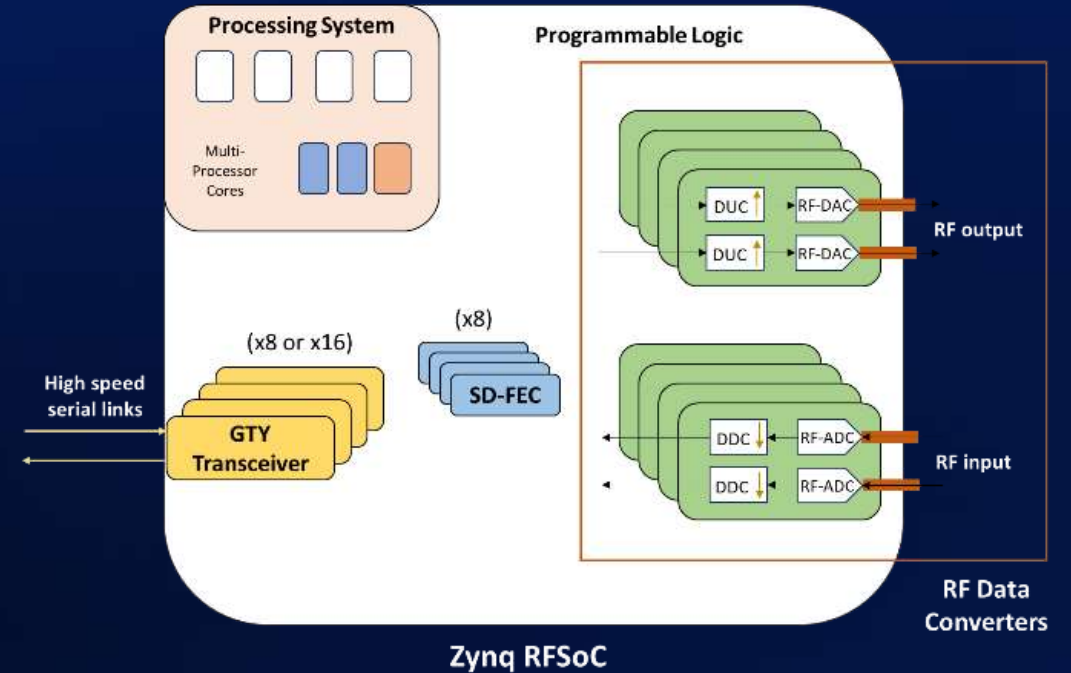 Processing System
Programmable Logic
Multi-
Processor
Cores
DUC
RF-DAC
DUC
RF-DAC
RF output
(x8 or x16)
(x8)
High speed
serial links
GTY
Transceiver
SD-FEC
DDC
RF-ADC
DDC
RF-ADC
RF input
RF Data
Converters
Zynq RFSoC